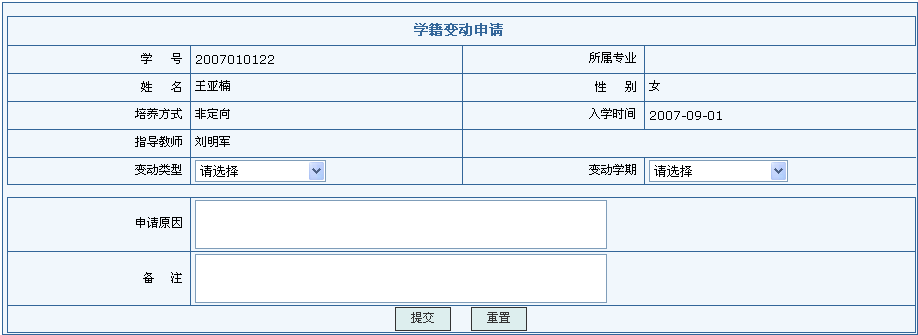 学籍变动申请
学 号 2007010122 所属专业
姓 名 王亚楠 性 别 女
培养方式 非定向 入学时间 2007-09-01
指导教师 刘明军
变动类型 请选择 变动学期 请选择
申请原因
备 注
提交 重置